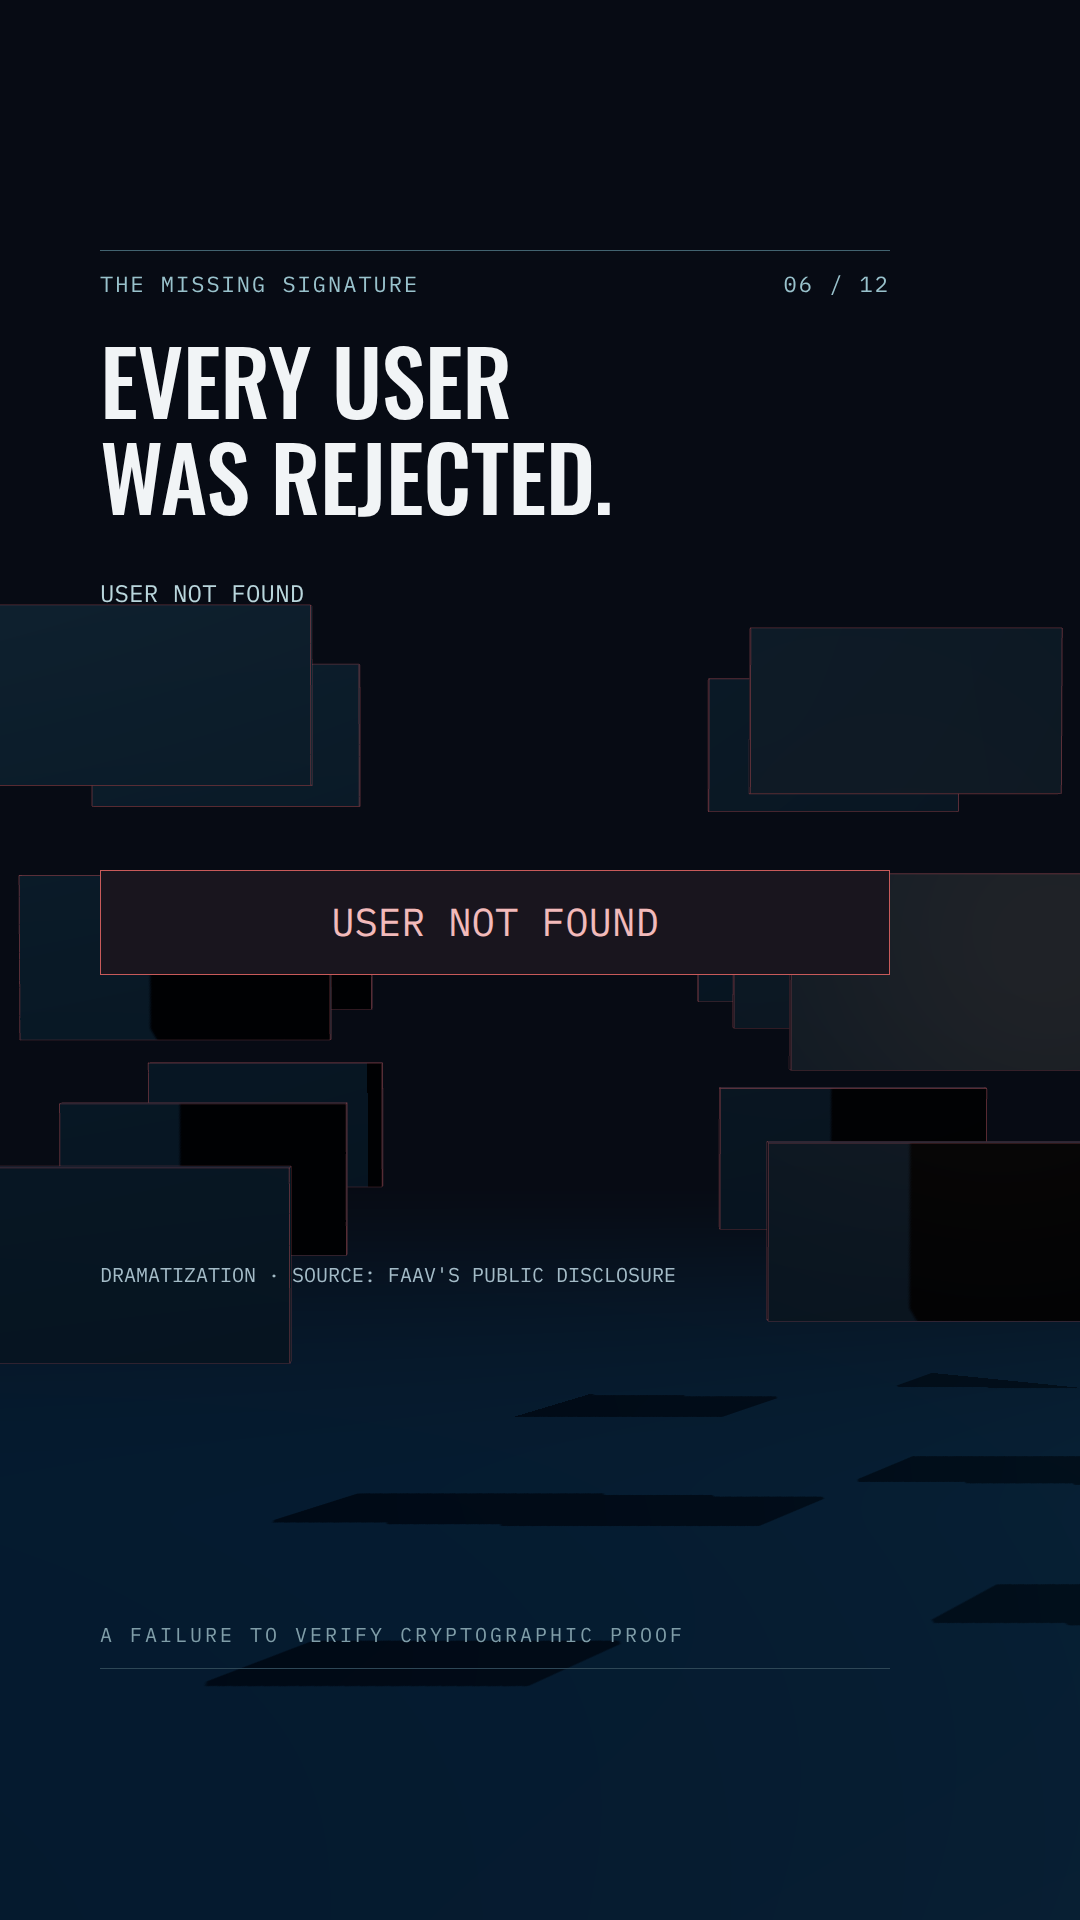 THE MISSING SIGNATURE 06 / 12
EVERY USER
WAS REJECTED.
USER NOT FOUND
USER NOT FOUND
DRAMATIZATION · SOURCE: FAAV'S PUBLIC DISCLOSURE
A FAILURE TO VERIFY CRYPTOGRAPHIC PROOF